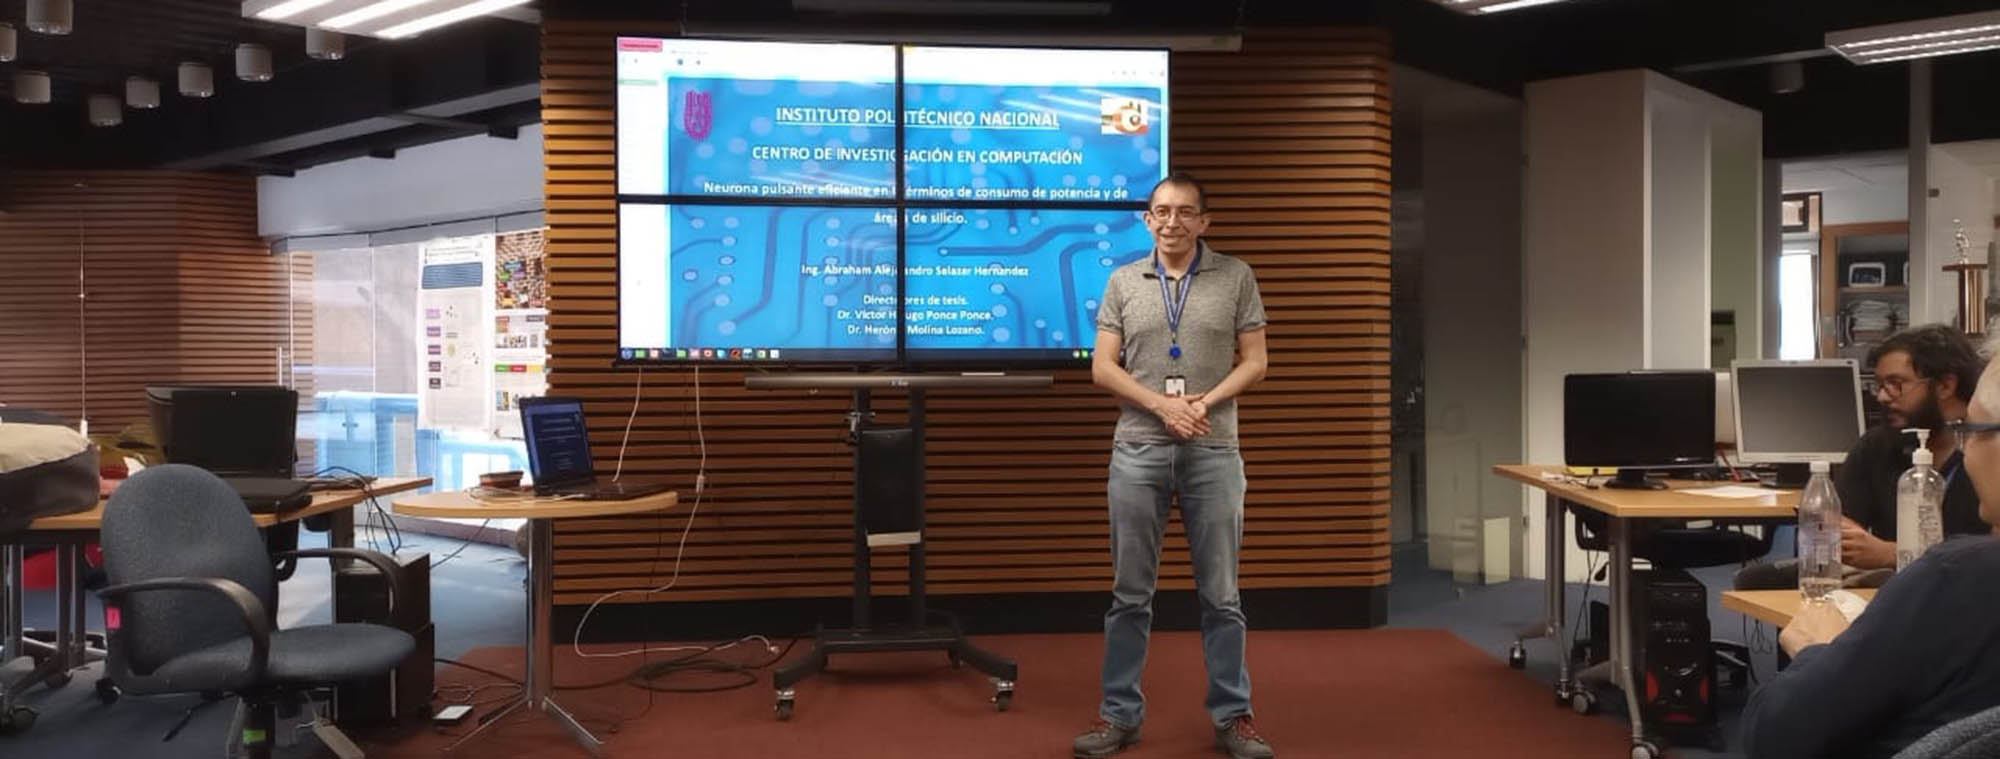 INSTITUTO POLITÉCNICO NACIONAL
CENTRO DE INVESTIGACIÓN EN COMPUTACIÓN
Neurona pulsante eficiente en términos de consumo de potencia y de
área de silicio.
Ing. Abraham Alejandro Salazar Hernández
Directores de tesis.
Dr. Víctor Hugo Ponce Ponce.
Dr. Herón Molina Lozano.